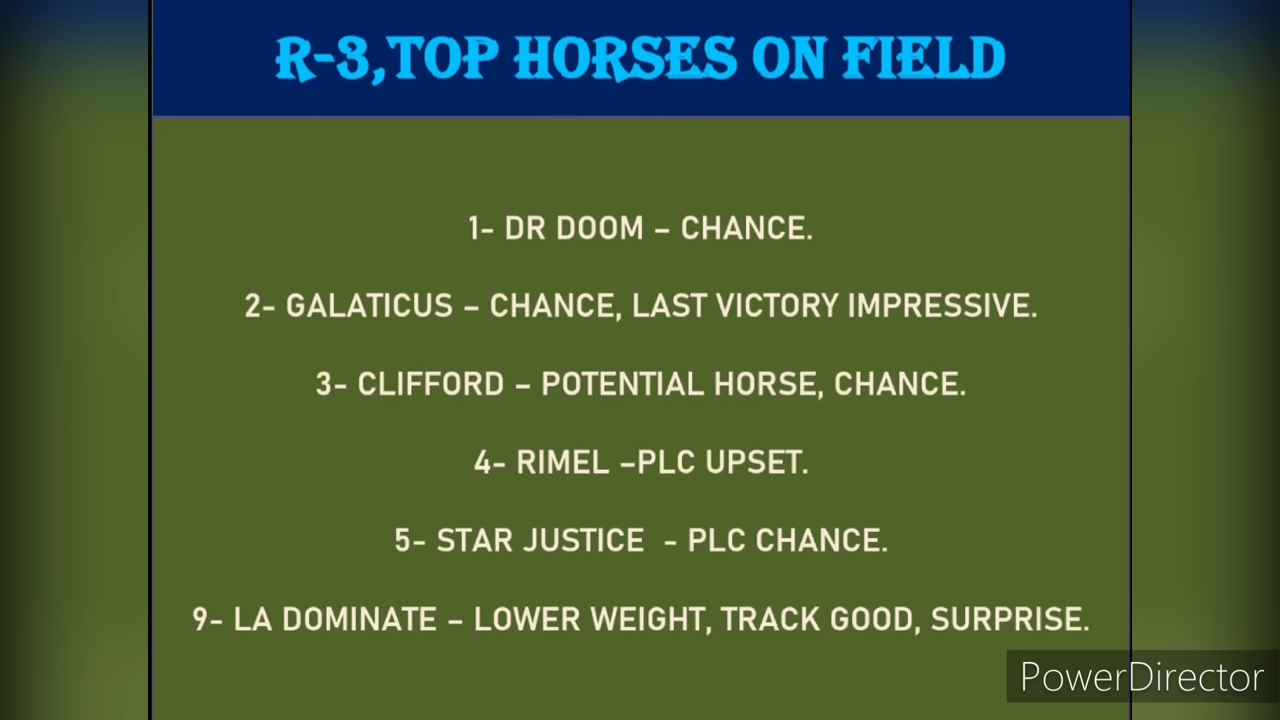 R-3,TOP HORSES ON FIELD
1- DR DOOM – CHANCE.
2- GALATICUS – CHANCE, LAST VICTORY IMPRESSIVE.
3- CLIFFORD – POTENTIAL HORSE, CHANCE.
4- RIMEL –PLC UPSET.
5- STAR JUSTICE - PLC CHANCE.
9- LA DOMINATE – LOWER WEIGHT, TRACK GOOD, SURPRISE.
PowerDirector